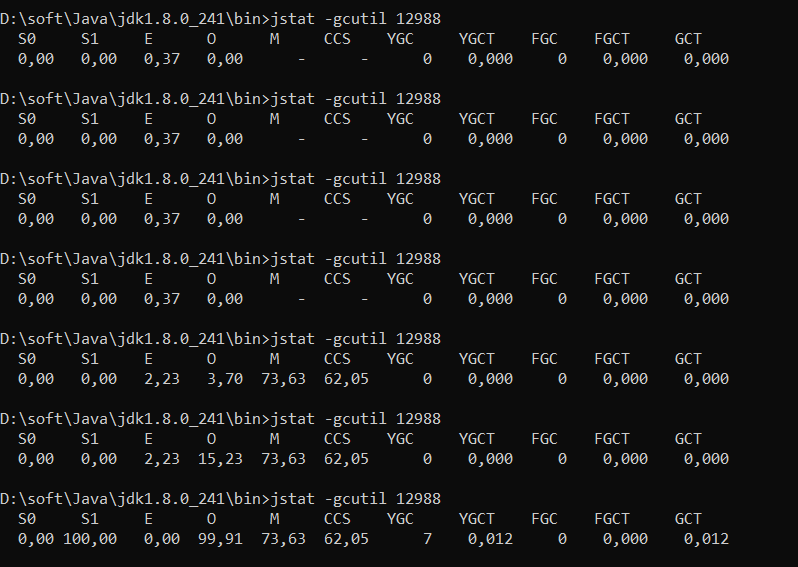 D:\soft\Java\jdk1.8.0_241\bin>jstat -gcutil 12988
S0 S1 E O M CCS YGC YGCT FGC FGCT GCT
0,00 0,00 0,37 0,00 - - 0 0,000 0 0,000 0,000
D:\soft\Java\jdk1.8.0_241\bin>jstat -gcutil 12988
S0 S1 E O M CCS YGC YGCT FGC FGCT GCT
0,00 0,00 0,37 0,00 - - 0 0,000 0 0,000 0,000
D:\soft\Java\jdk1.8.0_241\bin>jstat -gcutil 12988
S0 S1 E O M CCS YGC YGCT FGC FGCT GCT
0,00 0,00 0,37 0,00 - - 0 0,000 0 0,000 0,000
D:\soft\Java\jdk1.8.0_241\bin>jstat -gcutil 12988
S0 S1 E O M CCS YGC YGCT FGC FGCT GCT
0,00 0,00 0,37 0,00 - - 0 0,000 0 0,000 0,000
D:\soft\Java\jdk1.8.0_241\bin>jstat -gcutil 12988
S0 S1 E O M CCS YGC YGCT FGC FGCT GCT
0,00 0,00 2,23 3,70 73,63 62,05 0 0,000 0 0,000 0,000
D:\soft\Java\jdk1.8.0_241\bin>jstat -gcutil 12988
S0 S1 E O M CCS YGC YGCT FGC FGCT GCT
0,00 0,00 2,23 15,23 73,63 62,05 0 0,000 0 0,000 0,000
D:\soft\Java\jdk1.8.0_241\bin>jstat -gcutil 12988
S0 S1 E O M CCS YGC YGCT FGC FGCT GCT
0,00 100,00 0,00 99,91 73,63 62,05 7 0,012 0 0,000 0,012